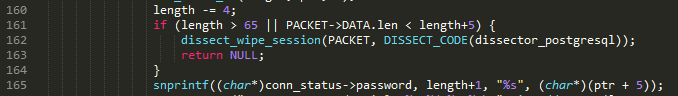 160 length -= 4;
161 if (length > 65 || PACKET->DATA.len < length+5) {
162 dissect_wipe_session(PACKET, DISSECT_CODE(dissector_postgresql));
163 return NULL;
164 }
165 snprintf((char*)conn_status->password, length+1, "%s", (char*)(ptr + 5));